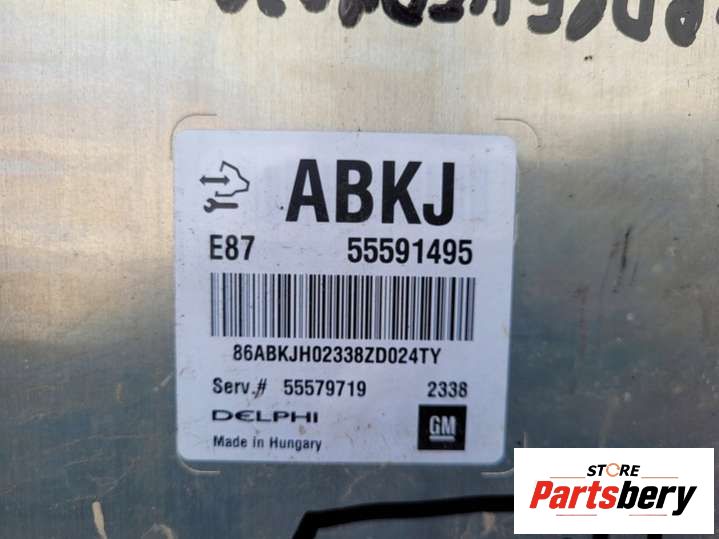 ABKJ
E87 55591495
86ABKJH02338ZD024TY
Serv.# 55579719 2338
DELPHI GM
Made in Hungary
STORE
Partsbery